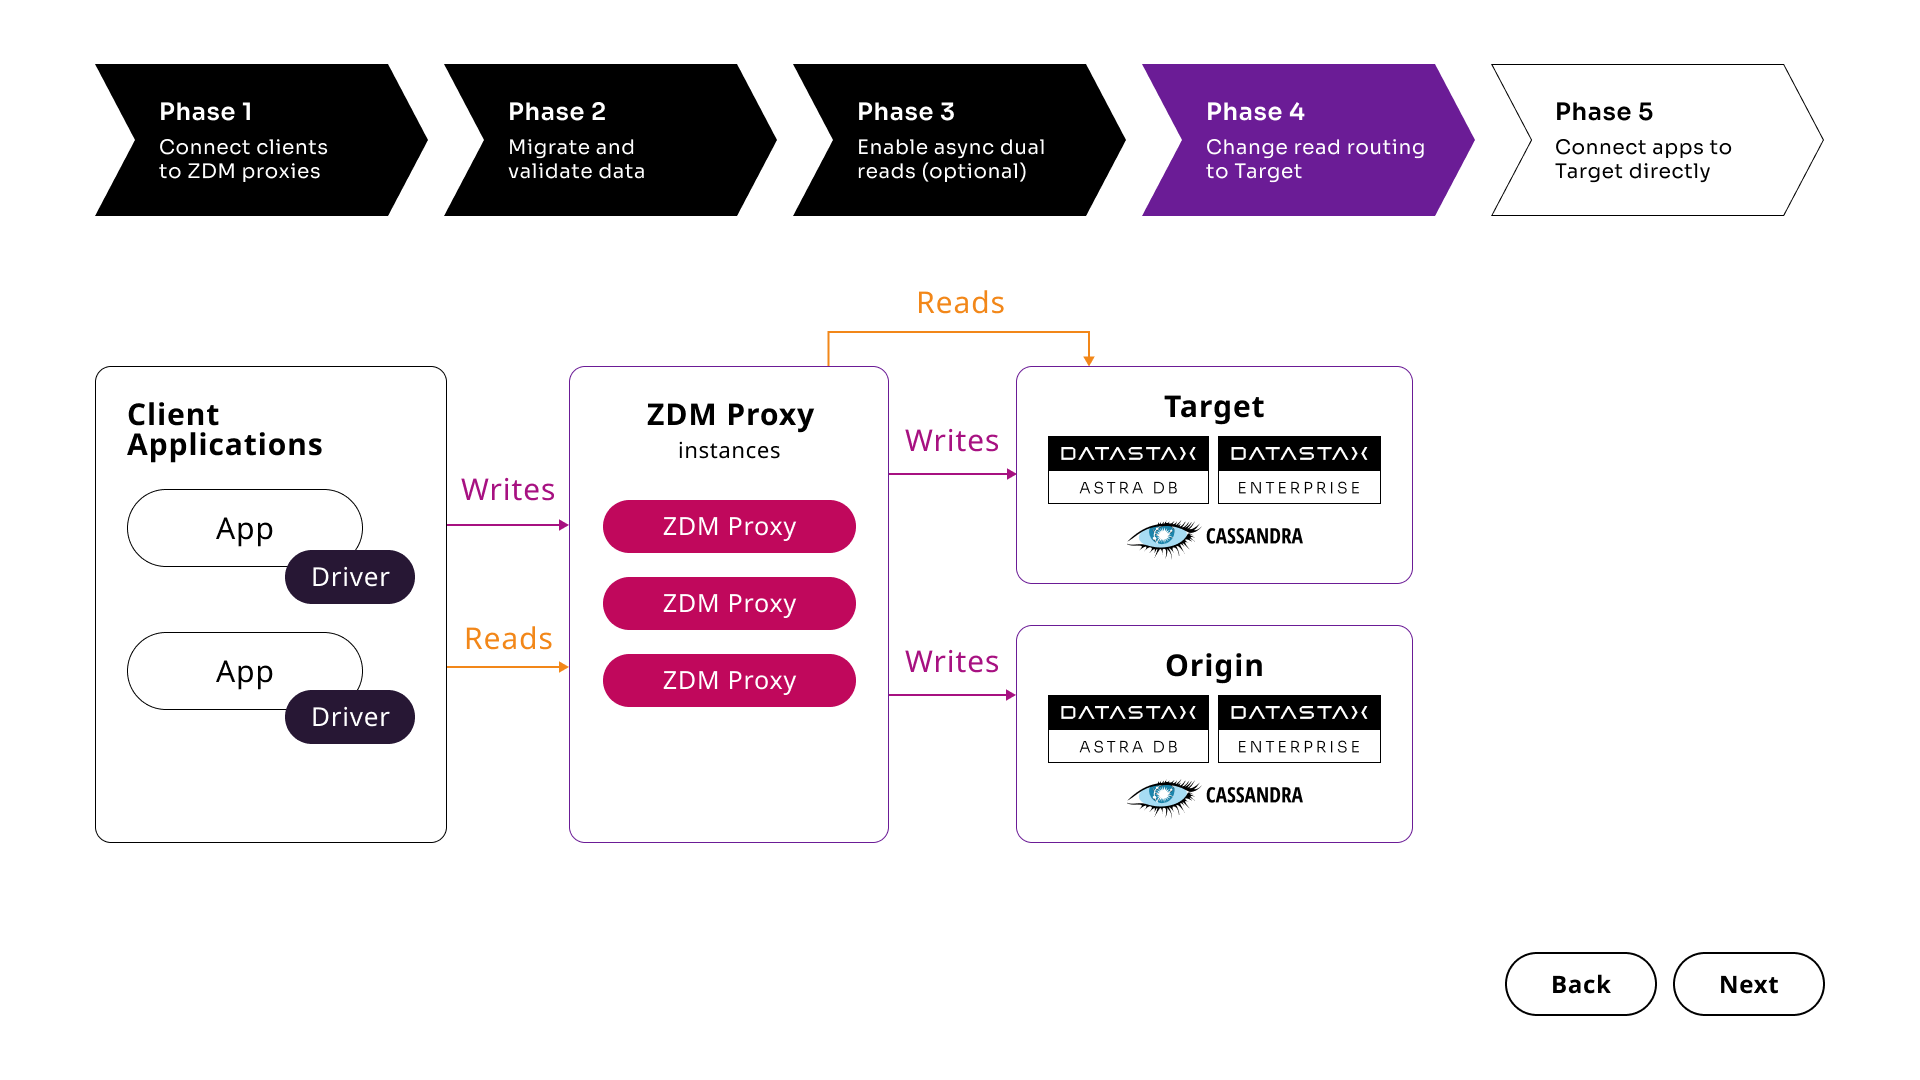 Phase 1
Connect clients
to ZDM proxies
Phase 2
Migrate and
validate data
Phase 3
Enable async dual
reads (optional)
Phase 4
Change read routing
to Target
Phase 5
Connect apps to
Target directly
Reads
Client
Applications
App
Driver
App
Driver
Writes
Reads
ZDM Proxy
instances
ZDM Proxy
ZDM Proxy
ZDM Proxy
Writes
Writes
Target
DATASTAX
ASTRA DB
DATASTAX
ENTERPRISE
CASSANDRA
Origin
DATASTAX
ASTRA DB
DATASTAX
ENTERPRISE
CASSANDRA
Back
Next